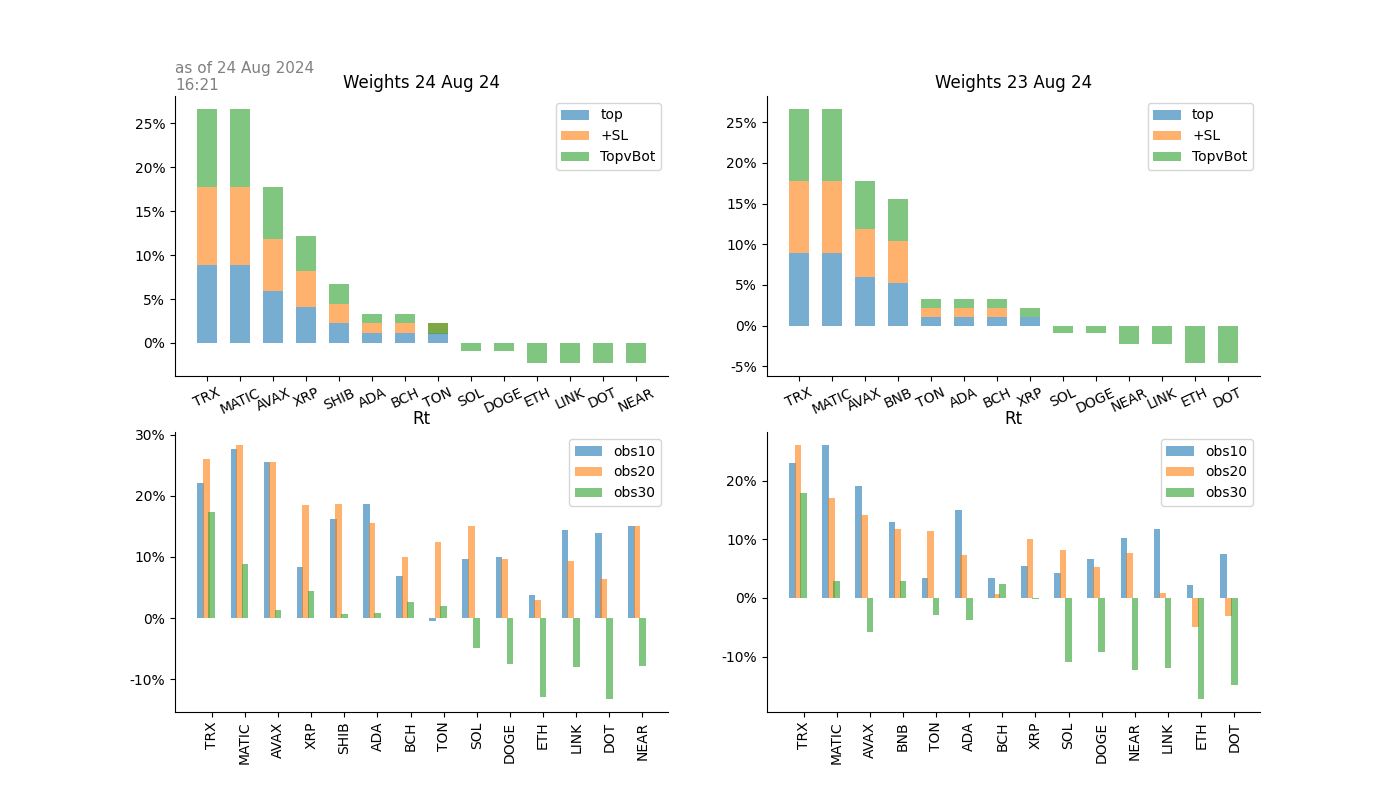 as of 24 Aug 2024
16:21
Weights 24 Aug 24
25%
20%
15%
10%
5%
0%
top
+SL
TopvBot
TRX MATIC AVAX XRP SHIB ADA BCH TON SOL DOGE ETH LINK DOT NEAR
Weights 23 Aug 24
25%
20%
15%
10%
5%
0%
-5%
top
+SL
TopvBot
TRX MATIC AVAX BNB TON ADA BCH XRP SOL DOGE NEAR LINK ETH DOT
Rt
30%
20%
10%
0%
-10%
obs10
obs20
obs30
TRX MATIC AVAX XRP SHIB ADA BCH TON SOL DOGE ETH LINK DOT NEAR
Rt
20%
10%
0%
-10%
obs10
obs20
obs30
TRX MATIC AVAX BNB TON ADA BCH XRP SOL DOGE NEAR LINK ETH DOT